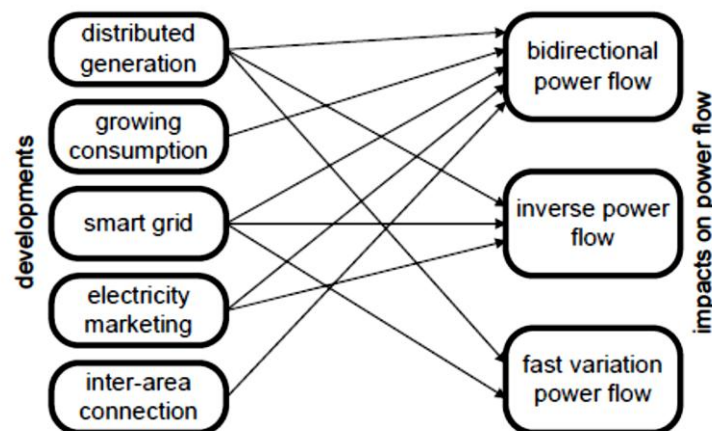 developments
distributed
generation
growing
consumption
smart grid
electricity
marketing
inter-area
connection
bidirectional
power flow
inverse power
flow
fast variation
power flow
impacts on power flow